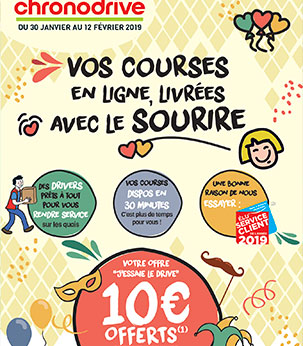 chronodrive
DU 30 JANVIER AU 12 FÉVRIER 2019
VOS COURSES
EN LIGNE, LIVRÉES
AVEC LE SOURIRE
DES DRIVERS
PRÊTS À TOUT
POUR VOUS
RENDRE SERVICE
sur les quais
VOS COURSES
DISPOS EN
30 MINUTES
C'est plus de temps
pour vous !
UNE BONNE
RAISON DE NOUS
ESSAYER :
ÉLU
SERVICE
CLIENT
2019
VOTRE OFFRE
"J'ESSAIE LE DRIVE"
10€
OFFERTS(1)